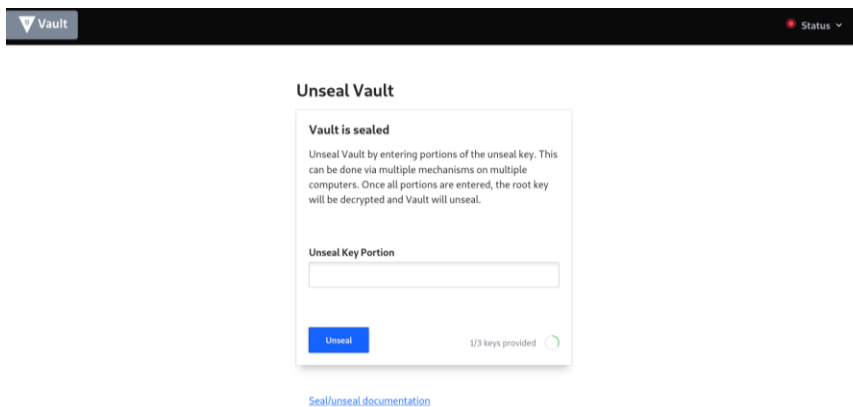 Vault
Status
Unseal Vault
Vault is sealed
Unseal Vault by entering portions of the unseal key. This
can be done via multiple mechanisms on multiple
computers. Once all portions are entered, the root key
will be decrypted and Vault will unseal.
Unseal Key Portion
Unseal
1/3 keys provided
Seal/unseal documentation